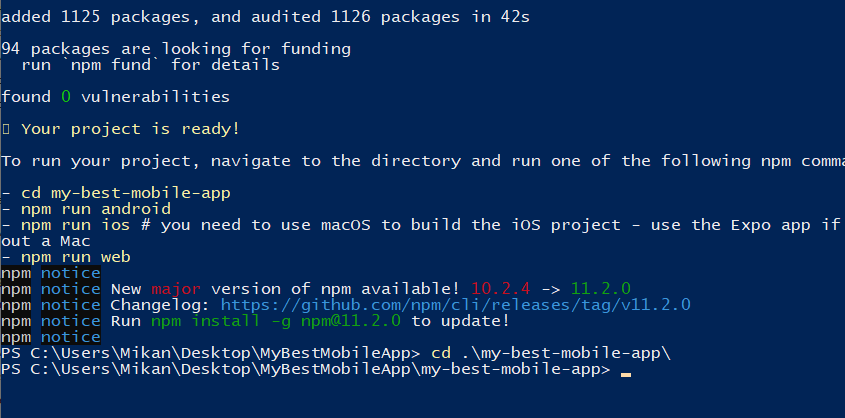 added 1125 packages, and audited 1126 packages in 42s
94 packages are looking for funding
run `npm fund` for details
found 0 vulnerabilities
Your project is ready!
To run your project, navigate to the directory and run one of the following npm comma
- cd my-best-mobile-app
- npm run android
- npm run ios # you need to use macOS to build the iOS project - use the Expo app if
out a Mac
- npm run web
npm notice
npm notice New major version of npm available! 10.2.4 -> 11.2.0
npm notice Changelog: https://github.com/npm/cli/releases/tag/v11.2.0
npm notice Run npm install -g npm@11.2.0 to update!
npm notice
PS C:\Users\Mikan\Desktop\MyBestMobileApp> cd .\my-best-mobile-app\
PS C:\Users\Mikan\Desktop\MyBestMobileApp\my-best-mobile-app>